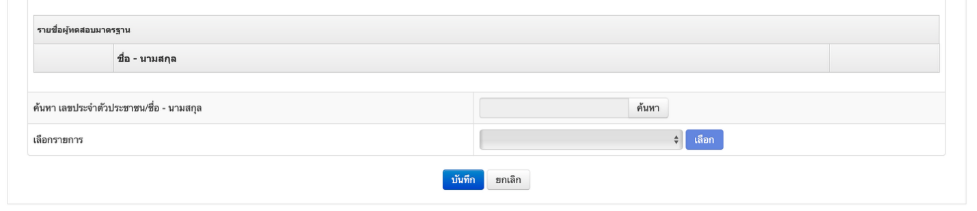 รายชื่อผู้ทดสอบมาตรฐาน
ชื่อ - นามสกุล
ค้นหา เลขประจำตัวประชาชน/ชื่อ - นามสกุล
ค้นหา
เลือกรายการ
เลือก
บันทึก ยกเลิก